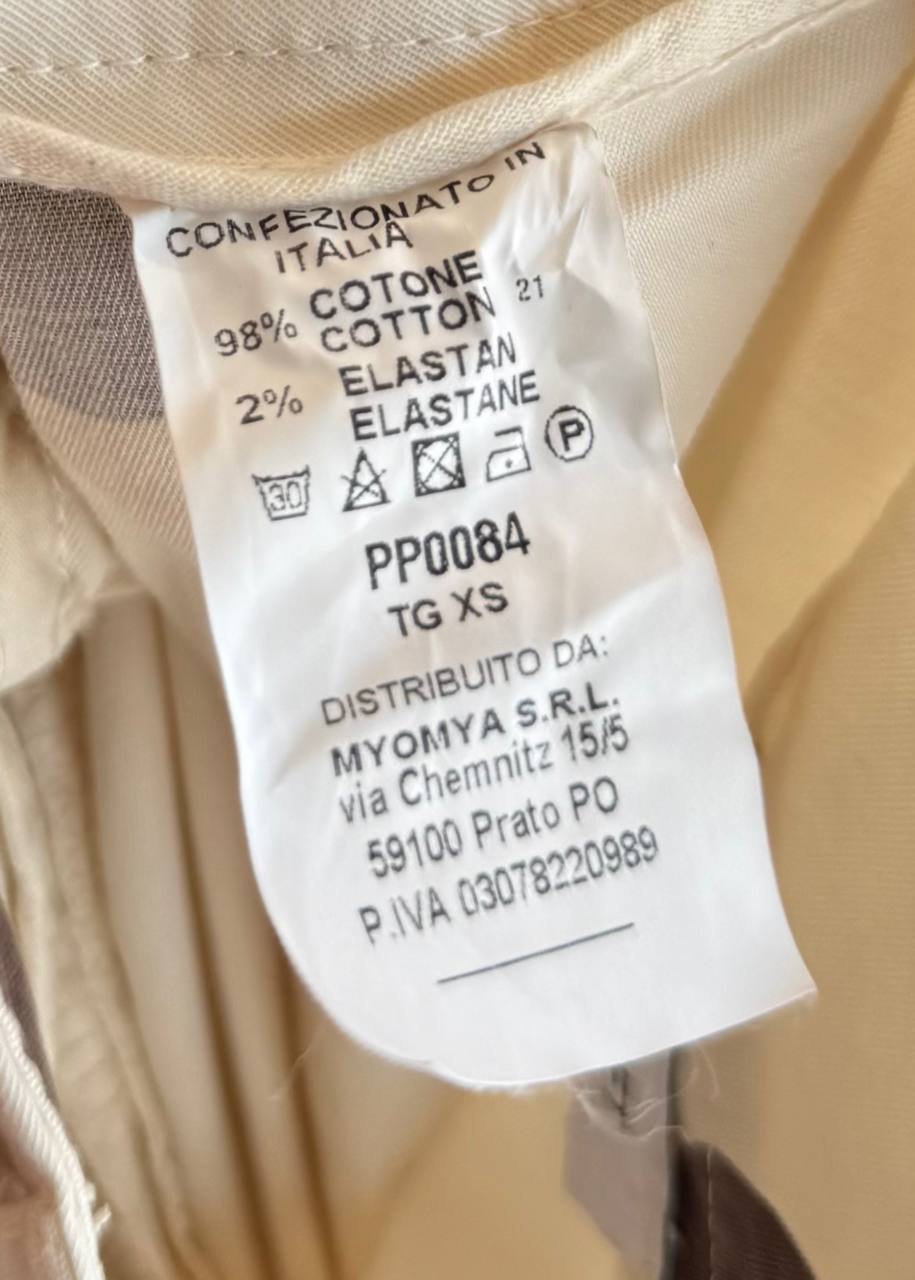 CONFEZIONATO IN
ITALIA
98% COTONE
COTTON 21
2% ELASTAN
ELASTANE
30 P
PP0084
TG XS
DISTRIBUITO DA:
MYOMYA S.R.L.
via Chemnitz 15/5
59100 Prato PO
P.IVA 03078220989